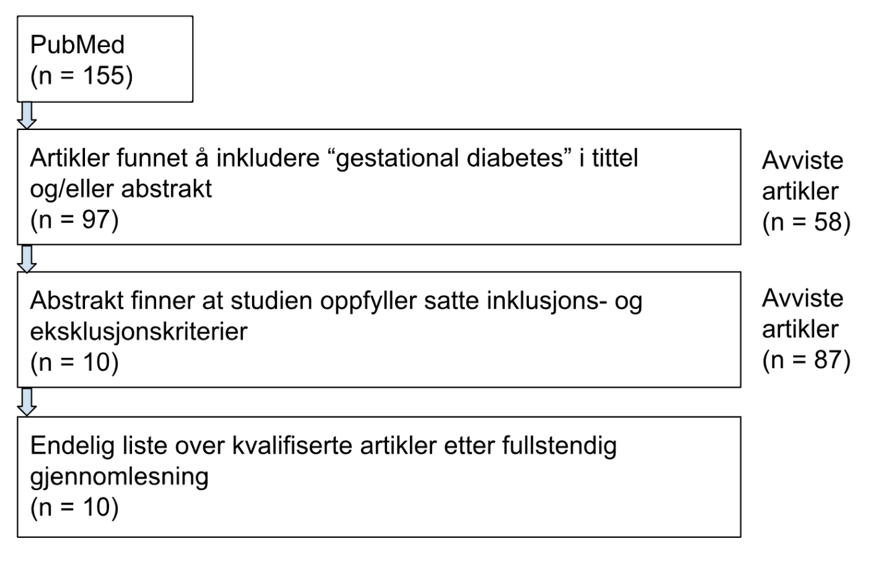 PubMed
(n = 155)
Artikler funnet å inkludere “gestational diabetes” i tittel
og/eller abstrakt
(n = 97)
Avviste
artikler
(n = 58)
Abstrakt finner at studien oppfyller satte inklusjons- og
eksklusjonskriterier
(n = 10)
Avviste
artikler
(n = 87)
Endelig liste over kvalifiserte artikler etter fullstendig
gjennomlesning
(n = 10)